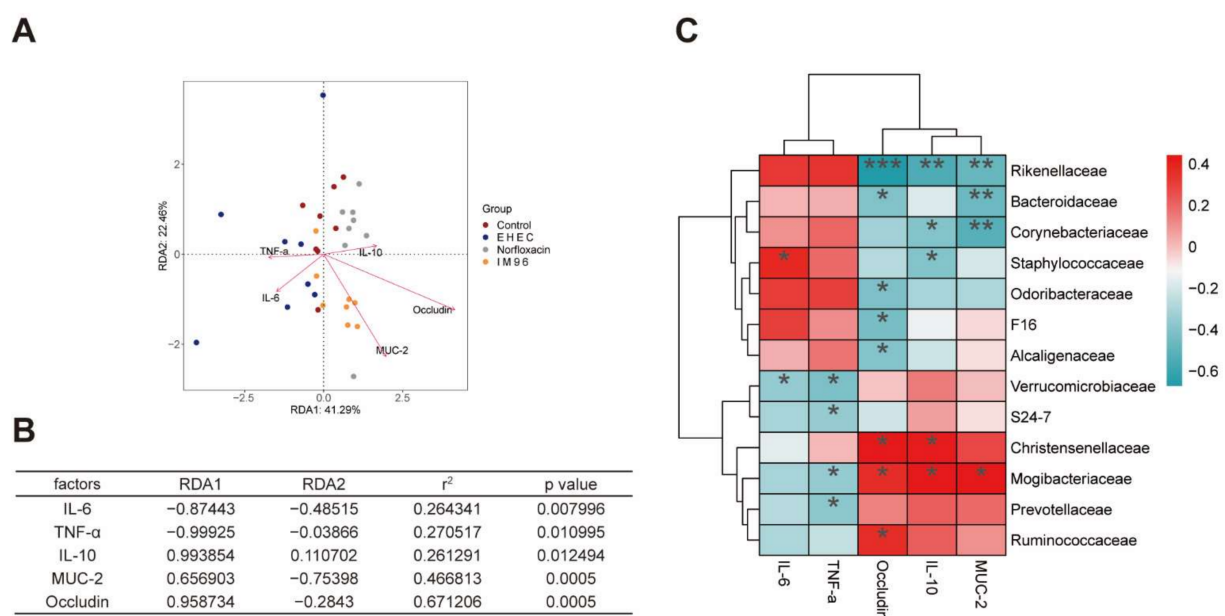 A
RDA2: 22.46%
2
0
−2
−2.5
0.0
2.5
RDA1: 41.29%
TNF-a
IL-10
IL-6
Occludin
MUC-2
Group
Control
EHEC
Norfloxacin
IM96
B
factors RDA1 RDA2 r² p value
IL-6 −0.87443 −0.48515 0.264341 0.007996
TNF-α −0.99925 −0.03866 0.270517 0.010995
IL-10 0.993854 0.110702 0.261291 0.012494
MUC-2 0.656903 −0.75398 0.466813 0.0005
Occludin 0.958734 −0.2843 0.671206 0.0005
C
*** ** ** Rikenellaceae
* ** Bacteroidaceae
* ** Corynebacteriaceae
* * Staphylococcaceae
* Odoribacteraceae
* F16
* Alcaligenaceae
* * Verrucomicrobiaceae
* S24-7
* * Christensenellaceae
* * * * Mogibacteriaceae
* Prevotellaceae
* Ruminococcaceae
IL-6
TNF-a
Occludin
IL-10
MUC-2
0.4
0.2
0
−0.2
−0.4
−0.6